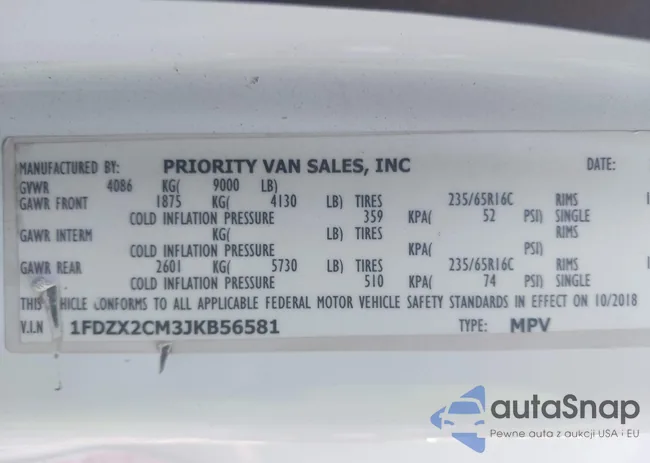 MANUFACTURED BY: PRIORITY VAN SALES, INC DATE:
GVWR 4086 KG( 9000 LB)
GAWR FRONT 1875 KG( 4130 LB) TIRES 235/65R16C RIMS
COLD INFLATION PRESSURE 359 KPA( 52 PSI) SINGLE
GAWR INTERM KG( LB) TIRES RIMS
COLD INFLATION PRESSURE KPA( PSI)
GAWR REAR 2601 KG( 5730 LB) TIRES 235/65R16C RIMS
COLD INFLATION PRESSURE 510 KPA( 74 PSI) SINGLE
THIS VEHICLE CONFORMS TO ALL APPLICABLE FEDERAL MOTOR VEHICLE SAFETY STANDARDS IN EFFECT ON 10/2018
V.I.N 1FDZX2CM3JKB56581 TYPE: MPV
autaSnap
Pewne auta z aukcji USA i EU